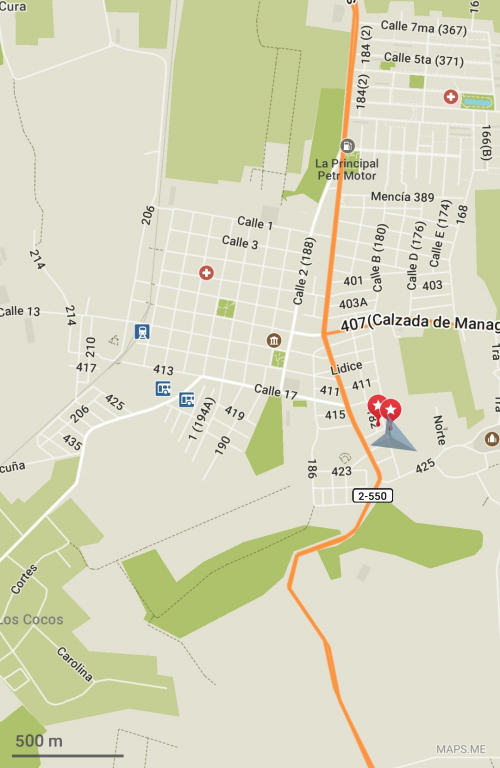 Cura
Calle 7ma (367)
184 (2)
Calle 5ta (371)
184(2)
166(B)
La Principal
Petr Motor
Mencía 389
206
Calle 1
Calle 3
Calle 2 (188)
Calle B (180)
Calle D (176)
Calle E (174)
168
214
401
403
403A
Calle 13
214
407(Calzada de Manag
210
417
413
Lidice
411
411
Calle 17
415
206
425
1 (194A)
419
190
435
Norte
186
423
425
cuña
2-550
Cortes
Los Cocos
Carolina
500 m
MAPS.ME